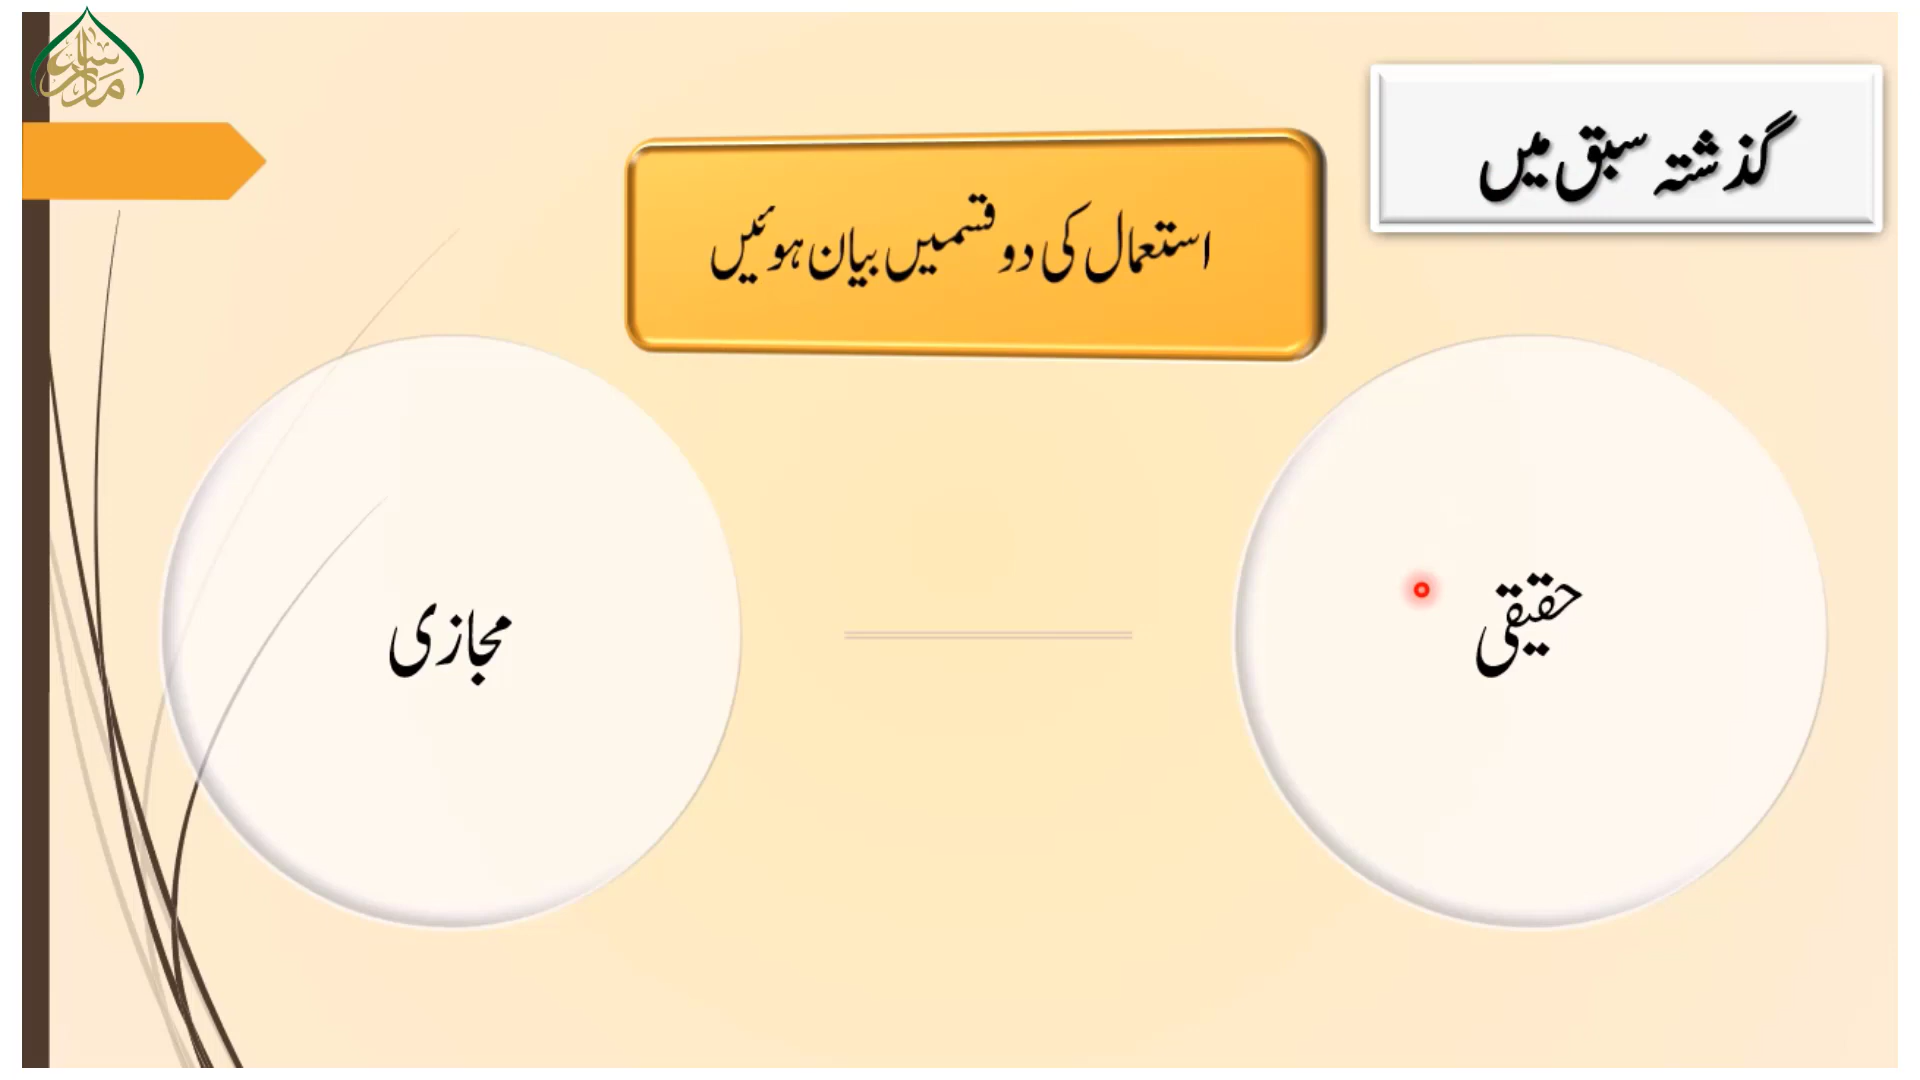 گذشتہ سبق میں
استعمال کی دو قسمیں بیان ہوئیں
حقیقی
مجازی